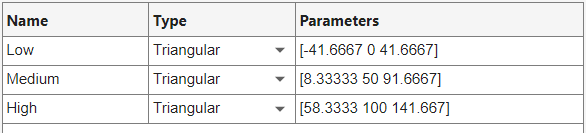 Name Type Parameters
Low Triangular [-41.6667 0 41.6667]
Medium Triangular [8.33333 50 91.6667]
High Triangular [58.3333 100 141.667]